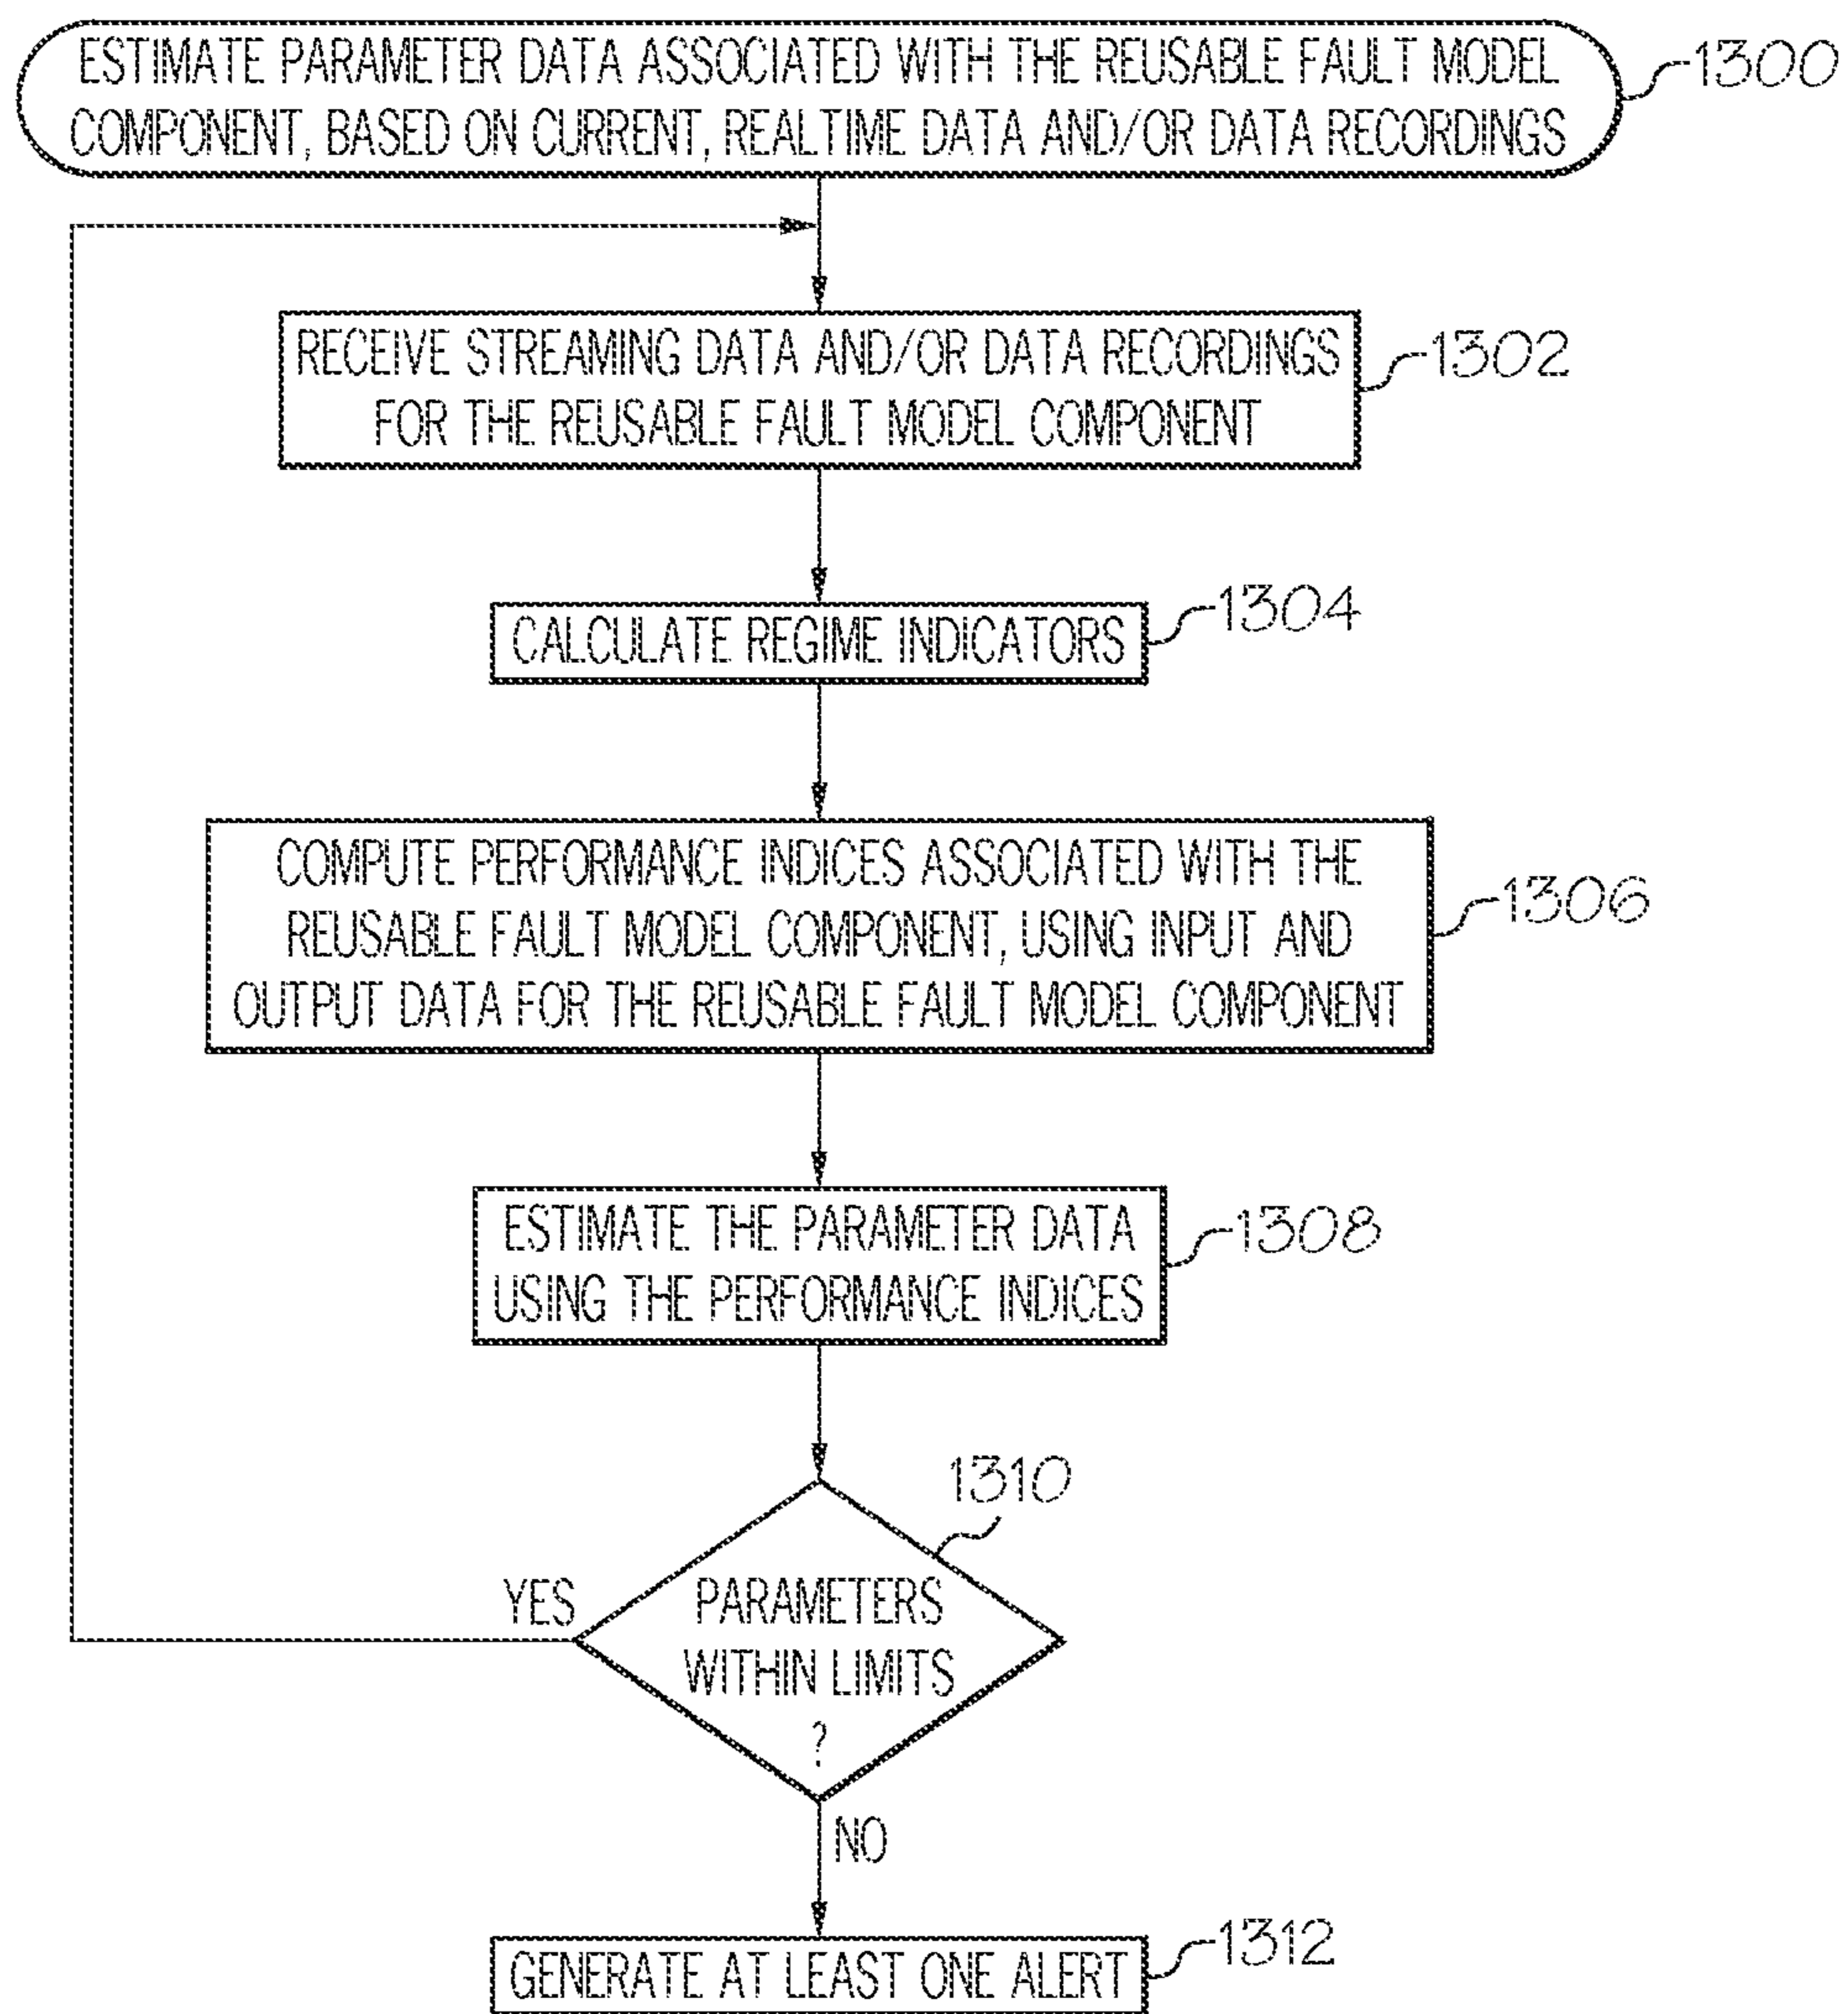 ESTIMATE PARAMETER DATA ASSOCIATED WITH THE REUSABLE FAULT MODEL
COMPONENT, BASED ON CURRENT, REALTIME DATA AND/OR DATA RECORDINGS
1300
RECEIVE STREAMING DATA AND/OR DATA RECORDINGS
FOR THE REUSABLE FAULT MODEL COMPONENT
1302
CALCULATE REGIME INDICATORS
1304
COMPUTE PERFORMANCE INDICES ASSOCIATED WITH THE
REUSABLE FAULT MODEL COMPONENT, USING INPUT AND
OUTPUT DATA FOR THE REUSABLE FAULT MODEL COMPONENT
1306
ESTIMATE THE PARAMETER DATA
USING THE PERFORMANCE INDICES
1308
1310
YES
PARAMETERS
WITHIN LIMITS
?
NO
GENERATE AT LEAST ONE ALERT
1312